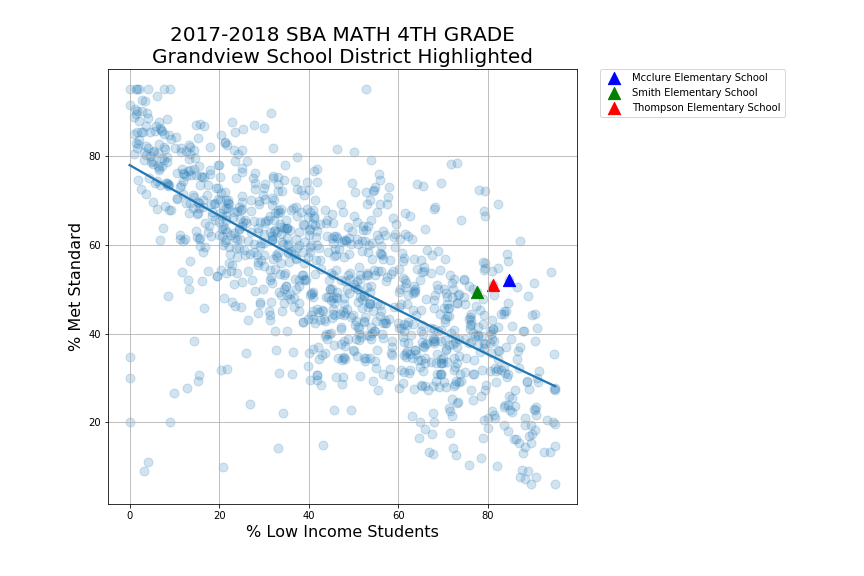 2017-2018 SBA MATH 4TH GRADE
Grandview School District Highlighted
Mcclure Elementary School
Smith Elementary School
Thompson Elementary School
% Met Standard
80
60
40
20
0 20 40 60 80
% Low Income Students